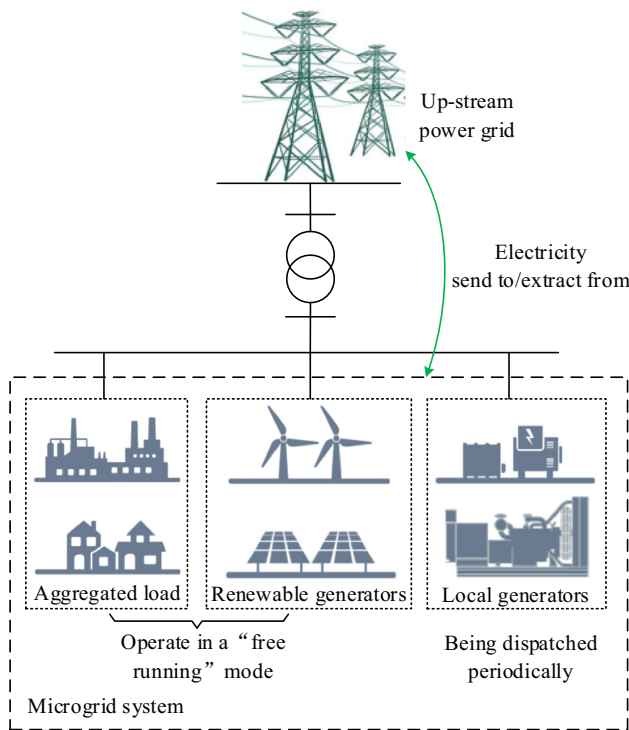 Up-stream
power grid
Electricity
send to/extract from
Aggregated load
Renewable generators
Local generators
Operate in a “free
running” mode
Being dispatched
periodically
Microgrid system